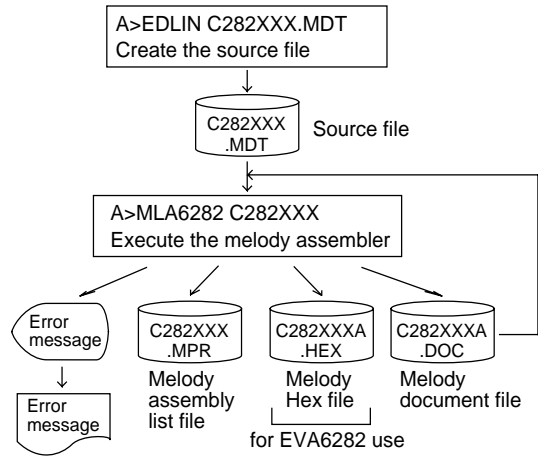 A>EDLIN C282XXX.MDT
Create the source file
C282XXX
.MDT
Source file
A>MLA6282 C282XXX
Execute the melody assembler
Error
message
C282XXX
.MPR
C282XXXA
.HEX
C282XXXA
.DOC
Melody
assembly
list file
Melody
Hex file
Melody
document file
Error
message
for EVA6282 use